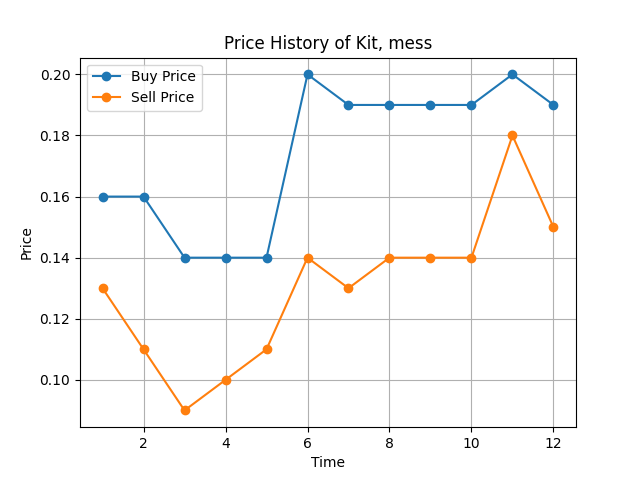 Price History of Kit, mess
Buy Price
Sell Price
Price
0.20
0.18
0.16
0.14
0.12
0.10
2 4 6 8 10 12
Time